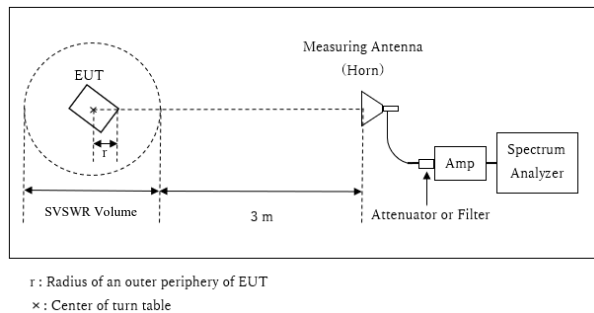 Measuring Antenna
(Horn)
EUT
r
Amp
Spectrum
Analyzer
SVSWR Volume
3 m
Attenuator or Filter
r : Radius of an outer periphery of EUT
× : Center of turn table